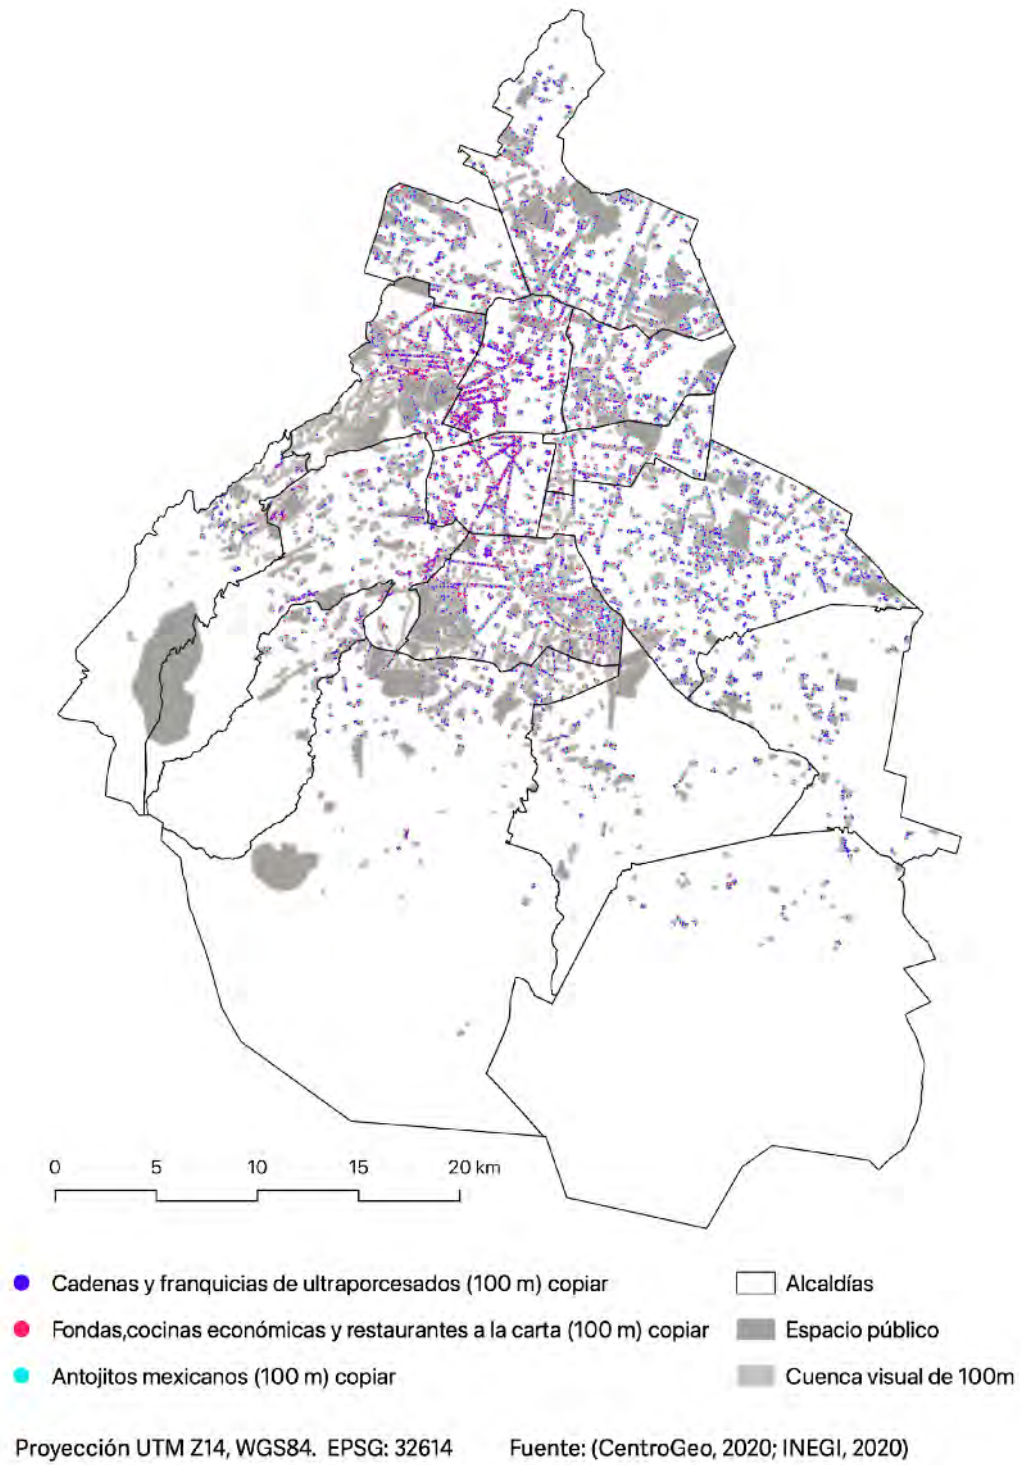 0 5 10 15 20 km
Cadenas y franquicias de ultraporcesados (100 m) copiar
Alcaldías
Fondas,cocinas económicas y restaurantes a la carta (100 m) copiar
Espacio público
Antojitos mexicanos (100 m) copiar
Cuenca visual de 100m
Proyección UTM Z14, WGS84. EPSG: 32614
Fuente: (CentroGeo, 2020; INEGI, 2020)